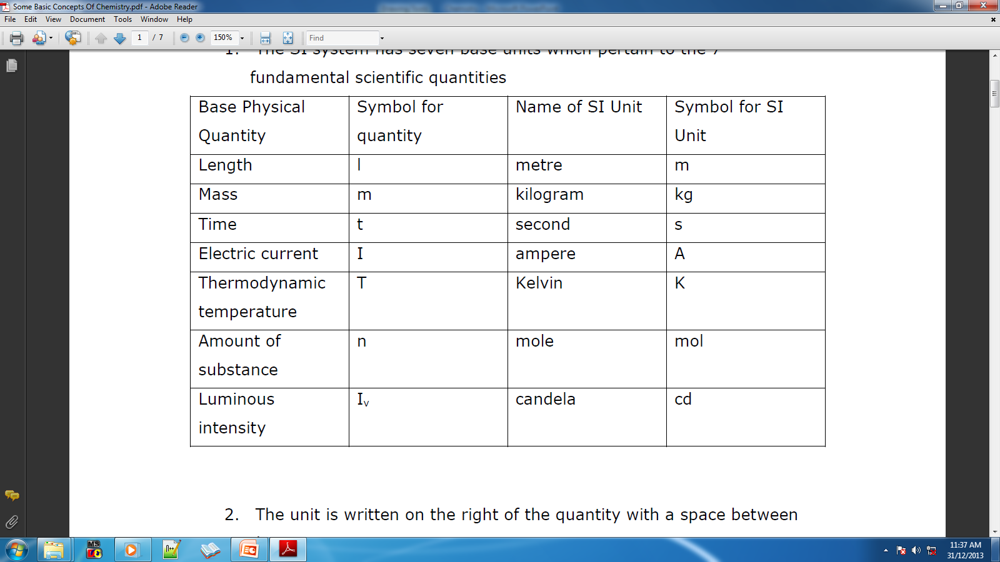 Some Basic Concepts Of Chemistry.pdf - Adobe Reader
File Edit View Document Tools Window Help
1 / 7 150% Find
1. The SI system has seven base units which pertain to the 7
fundamental scientific quantities
Base Physical Quantity Symbol for quantity Name of SI Unit Symbol for SI Unit
Length l metre m
Mass m kilogram kg
Time t second s
Electric current I ampere A
Thermodynamic temperature T Kelvin K
Amount of substance n mole mol
Luminous intensity Iv candela cd
2. The unit is written on the right of the quantity with a space between
MS
11:37 AM
31/12/2013